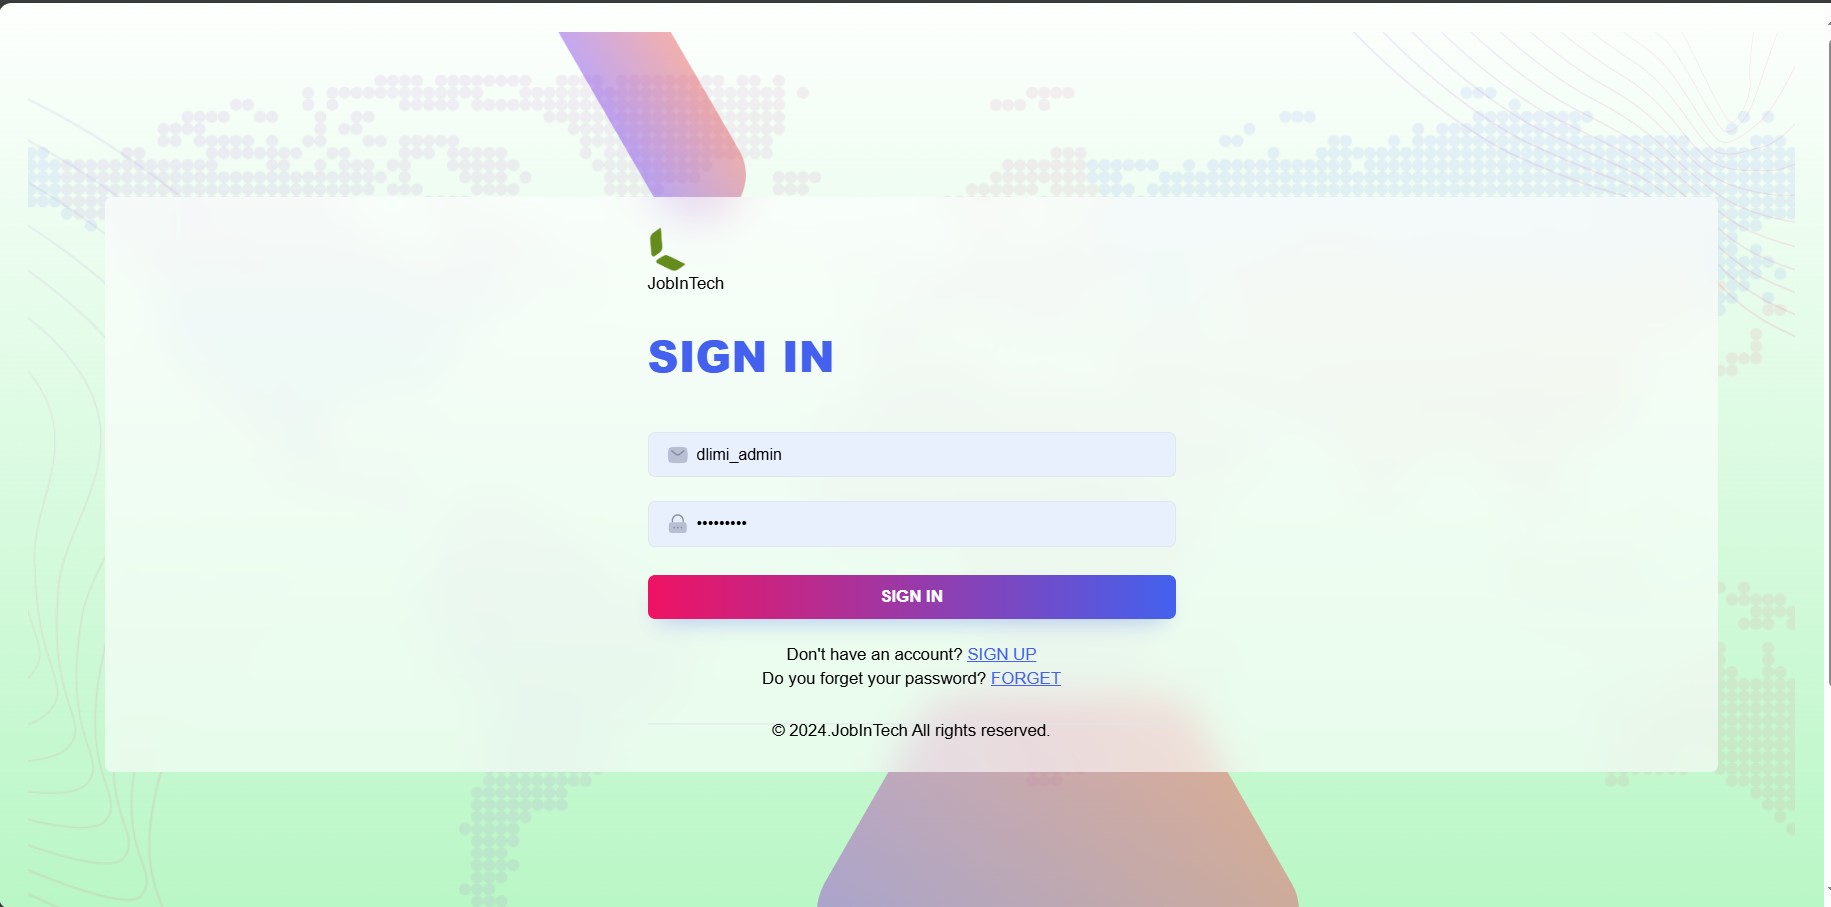 JobInTech
SIGN IN
dlimi_admin
•••••••••
SIGN IN
Don't have an account? SIGN UP
Do you forget your password? FORGET
© 2024.JobInTech All rights reserved.